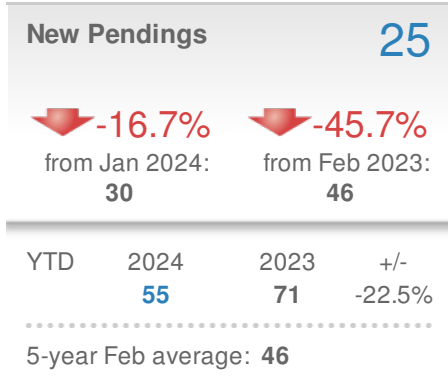 New Pendings 25
-16.7% -45.7%
from Jan 2024: from Feb 2023:
30 46
YTD 2024 2023 +/-
55 71 -22.5%
5-year Feb average: 46